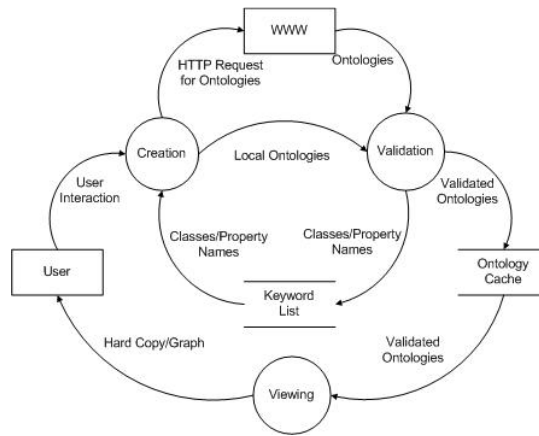 WWW
HTTP Request
for Ontologies
Ontologies
Creation
Local Ontologies
Validation
User
Interaction
Validated
Ontologies
Classes/Property
Names
Classes/Property
Names
User
Keyword
List
Ontology
Cache
Hard Copy/Graph
Validated
Ontologies
Viewing